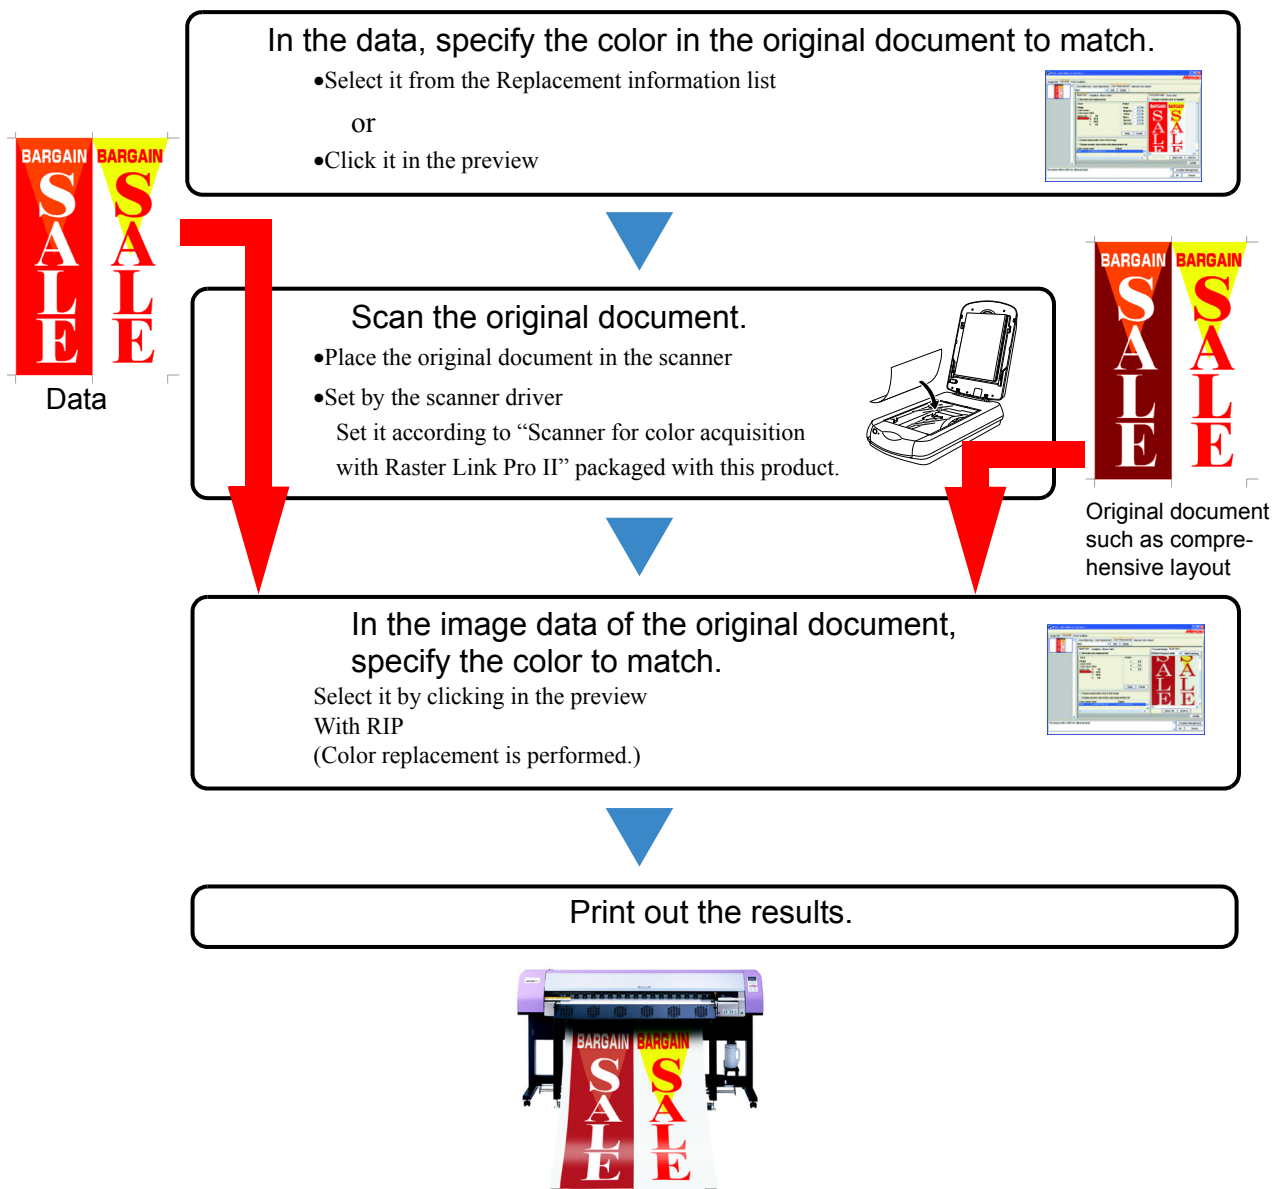 In the data, specify the color in the original document to match.
•Select it from the Replacement information list
or
•Click it in the preview
BARGAIN BARGAIN
SALE SALE
Data
Scan the original document.
•Place the original document in the scanner
•Set by the scanner driver
Set it according to “Scanner for color acquisition
with Raster Link Pro II” packaged with this product.
BARGAIN BARGAIN
SALE SALE
Original document
such as compre-
hensive layout
In the image data of the original document,
specify the color to match.
Select it by clicking in the preview
With RIP
(Color replacement is performed.)
Print out the results.
BARGAIN BARGAIN
SALE SALE